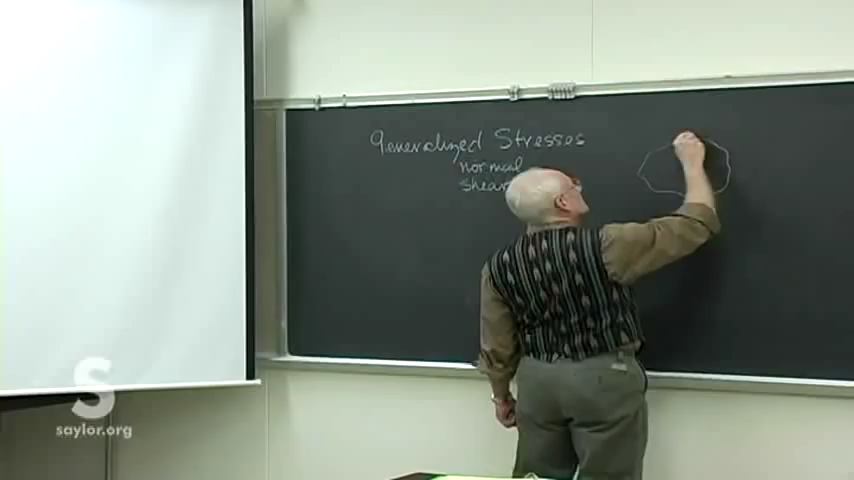 Generalized Stresses
normal
shear
S
saylor.org